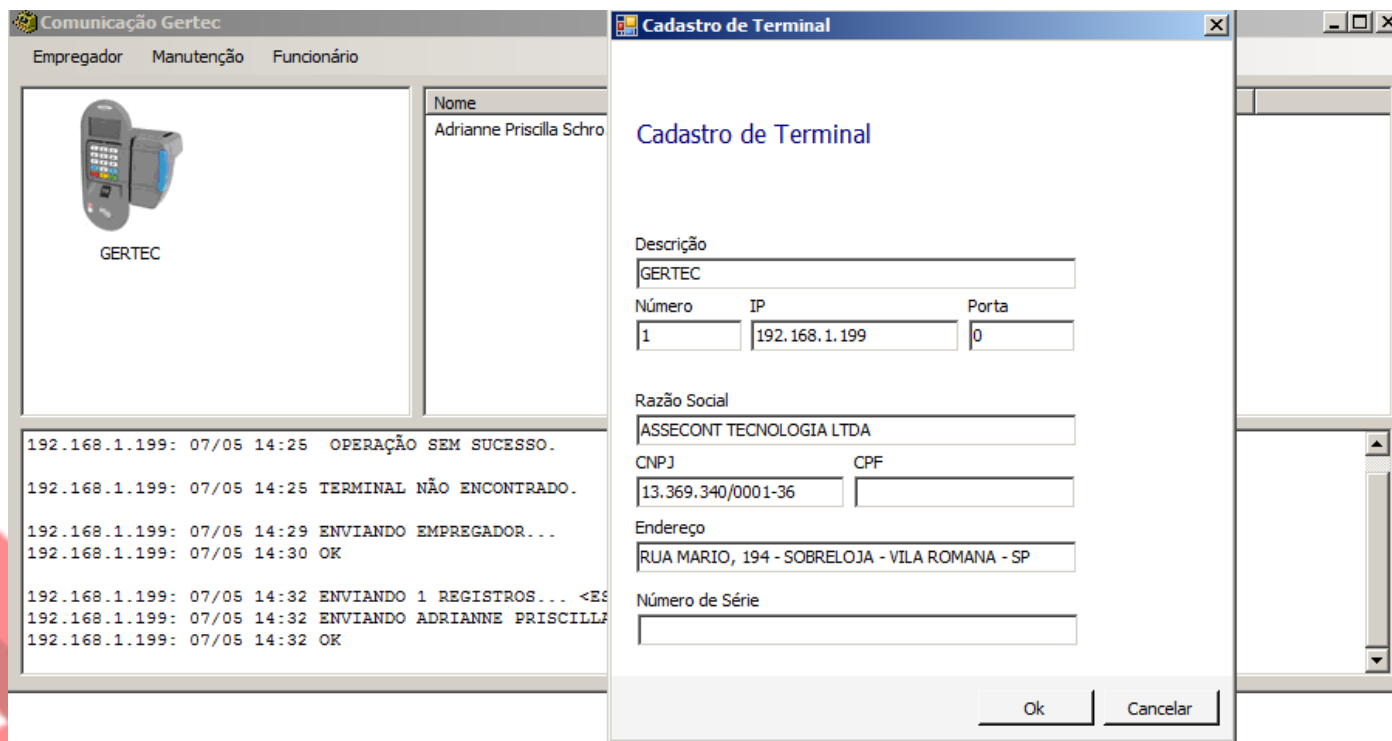 Comunicação Gertec
Empregador Manutenção Funcionário
GERTEC
Nome
Adrianne Priscilla Schro
192.168.1.199: 07/05 14:25 OPERAÇÃO SEM SUCESSO.
192.168.1.199: 07/05 14:25 TERMINAL NÃO ENCONTRADO.
192.168.1.199: 07/05 14:29 ENVIANDO EMPREGADOR...
192.168.1.199: 07/05 14:30 OK
192.168.1.199: 07/05 14:32 ENVIANDO 1 REGISTROS... <ES
192.168.1.199: 07/05 14:32 ENVIANDO ADRIANNE PRISCILLA
192.168.1.199: 07/05 14:32 OK
Cadastro de Terminal
Cadastro de Terminal
Descrição
GERTEC
Número IP Porta
1 192.168.1.199 0
Razão Social
ASSECONT TECNOLOGIA LTDA
CNPJ CPF
13.369.340/0001-36
Endereço
RUA MARIO, 194 - SOBRELOJA - VILA ROMANA - SP
Número de Série
Ok Cancelar